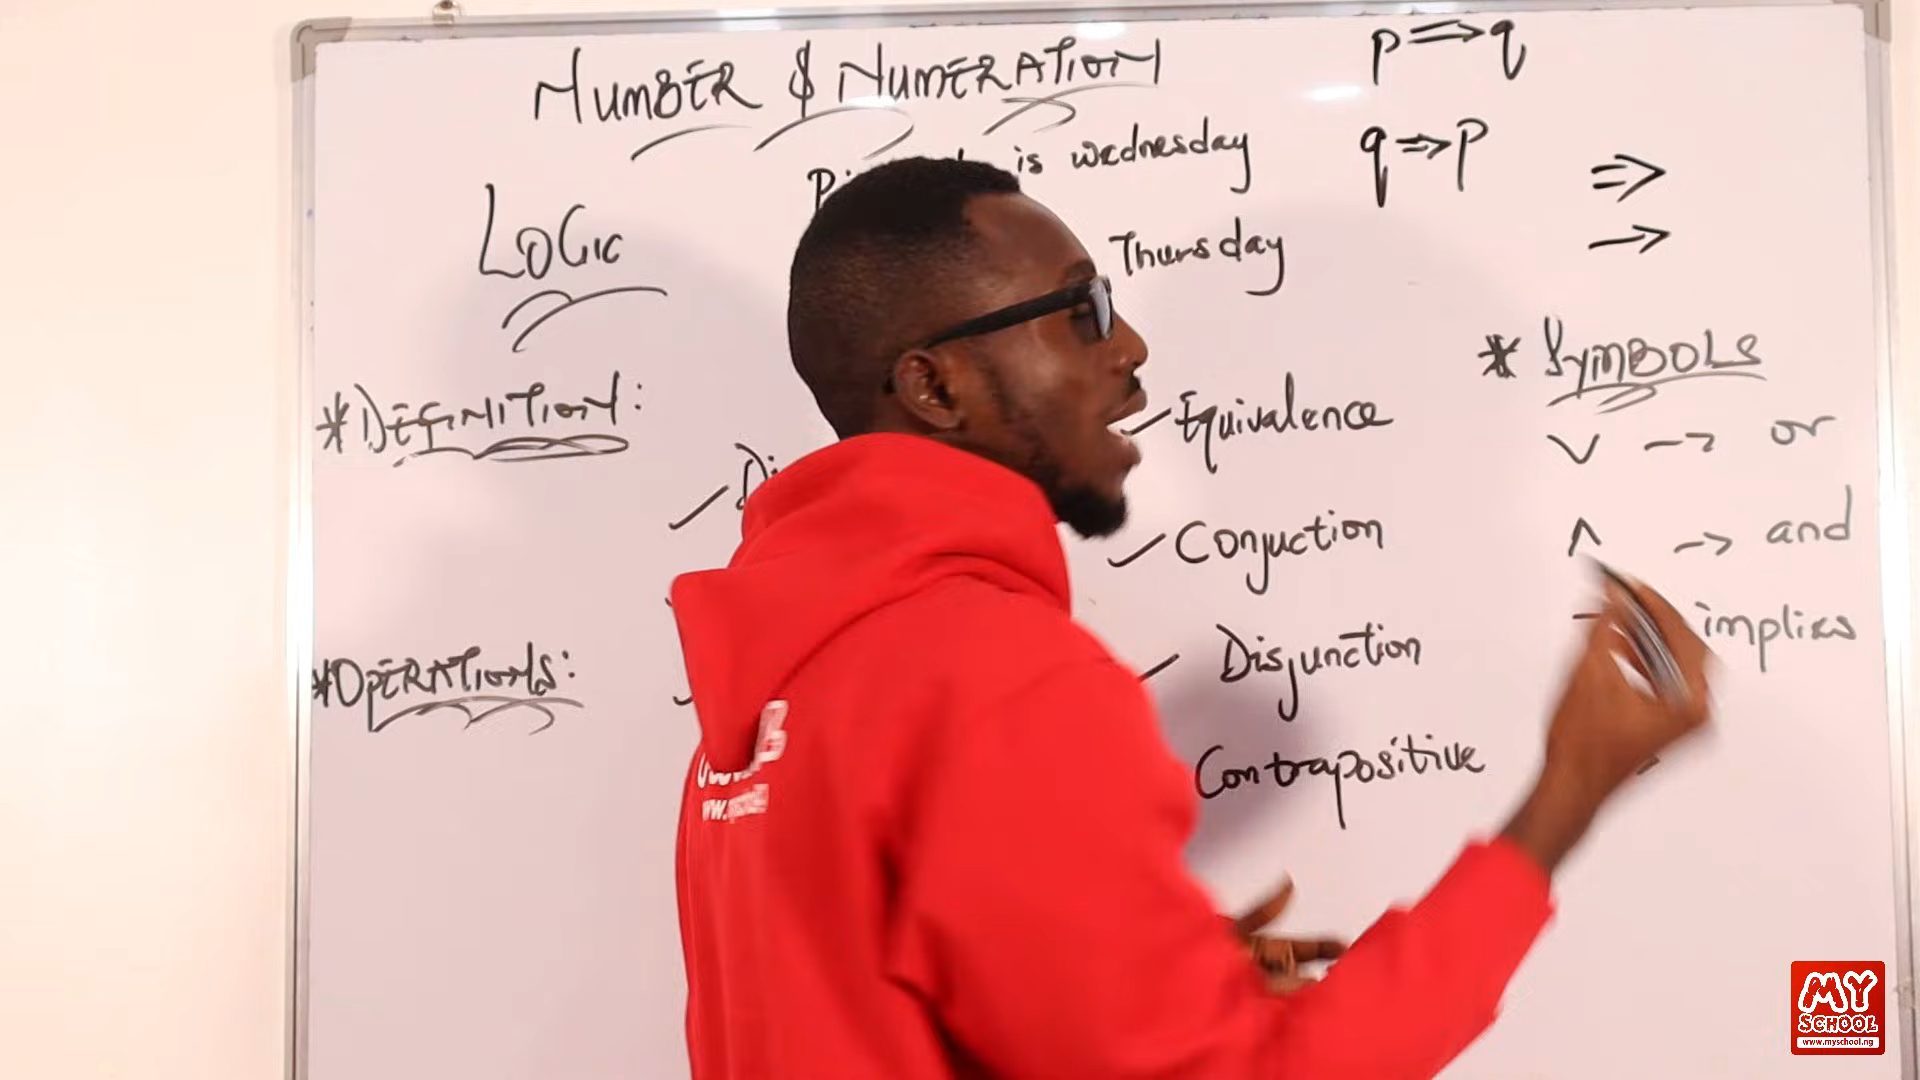 NUMBER & NUMERATION
p ⇒ q
is wednesday
q ⇒ p
⇒
LOGIC
Thursday
→
* SYMBOLS
* DEFINITION:
✓ Equivalence
V → or
✓ Di
✓ Conjuction
Λ → and
implies
* OPERATIONS:
✓ Disjunction
Contrapositive
MY
SCHOOL
www.myschool.ng